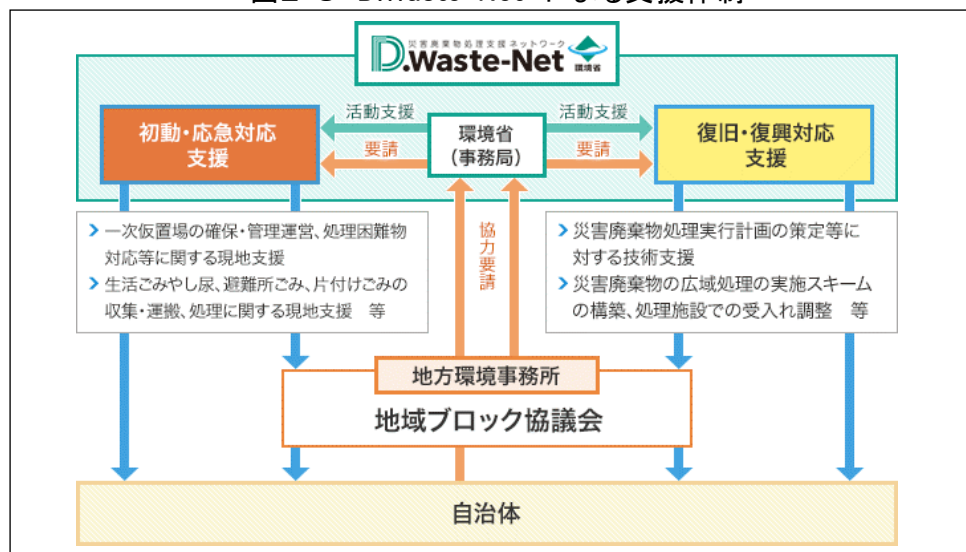 災害廃棄物処理支援ネットワーク
D.Waste-Net
環境省
初動・応急対応
支援
活動支援
要請
環境省
(事務局)
活動支援
要請
復旧・復興対応
支援
一次仮置場の確保・管理運営、処理困難物
対応等に関する現地支援
生活ごみやし尿、避難所ごみ、片付けごみの
収集・運搬、処理に関する現地支援 等
協力要請
災害廃棄物処理実行計画の策定等に
対する技術支援
災害廃棄物の広域処理の実施スキーム
の構築、処理施設での受入れ調整 等
地方環境事務所
地域ブロック協議会
自治体